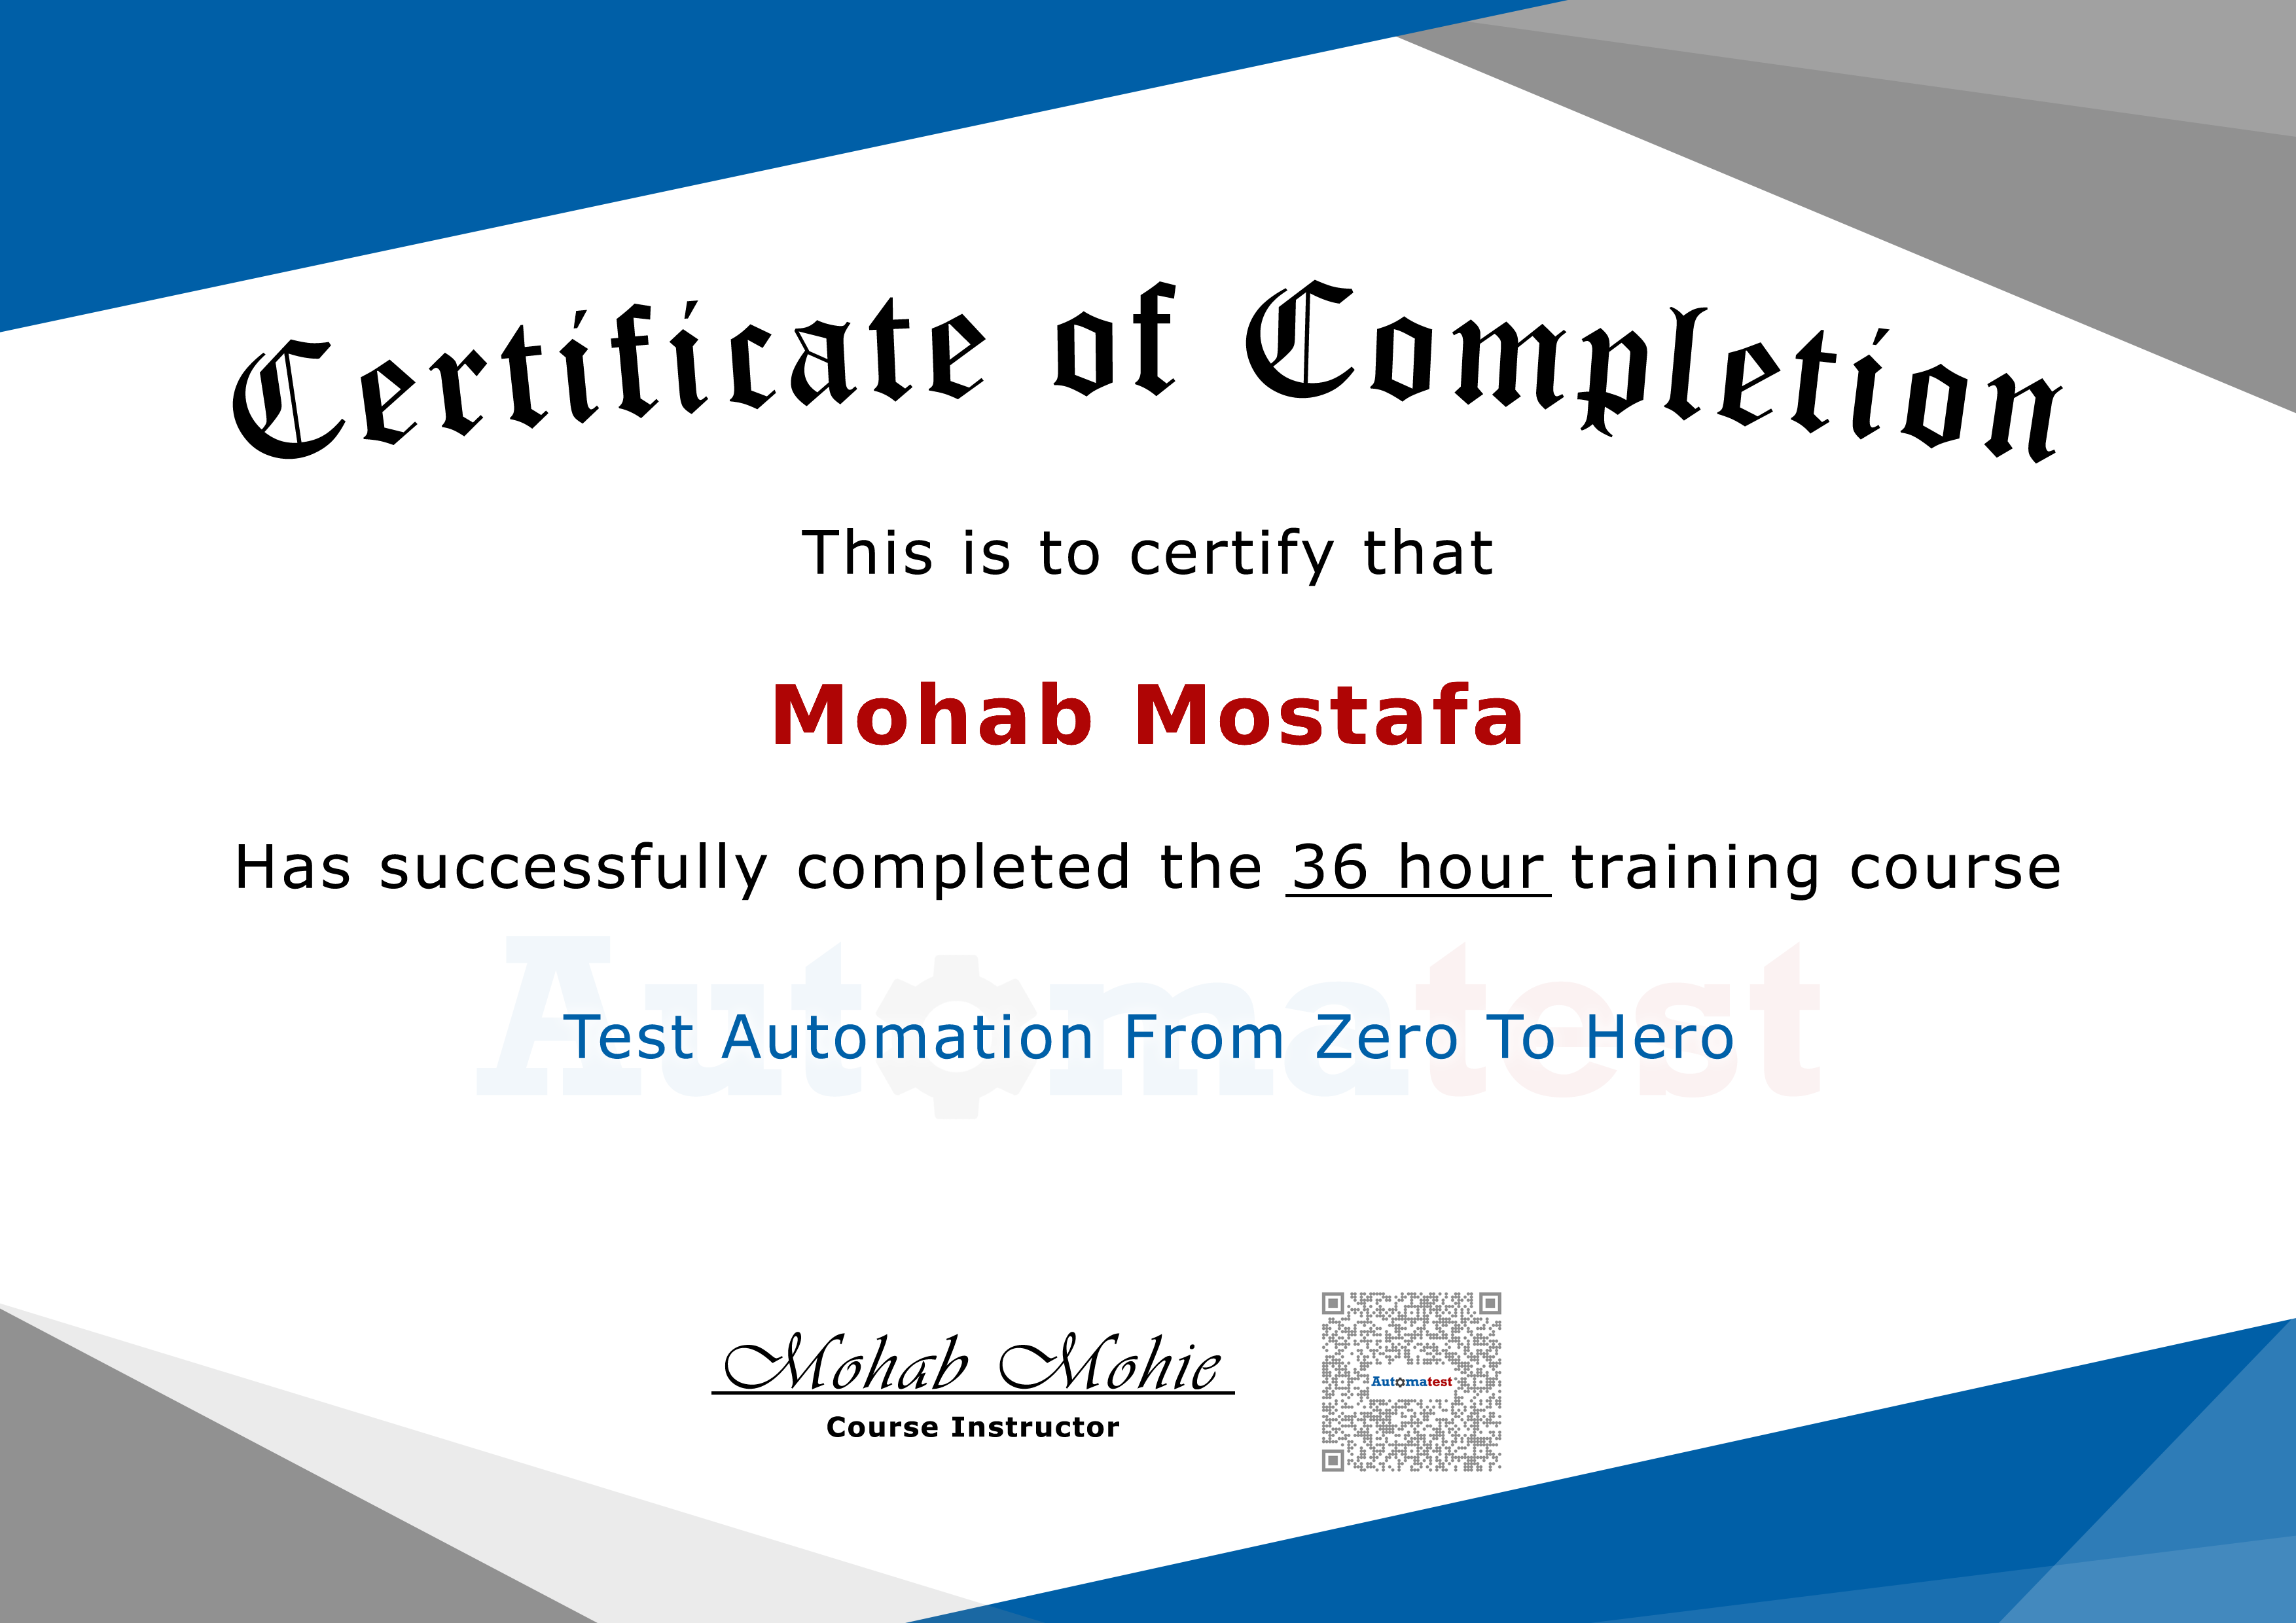 Certificate of Completion
This is to certify that
Mohab Mostafa
Has successfully completed the 36 hour training course
Automatest
Test Automation From Zero To Hero
Mohab Mohie
Course Instructor
Automatest